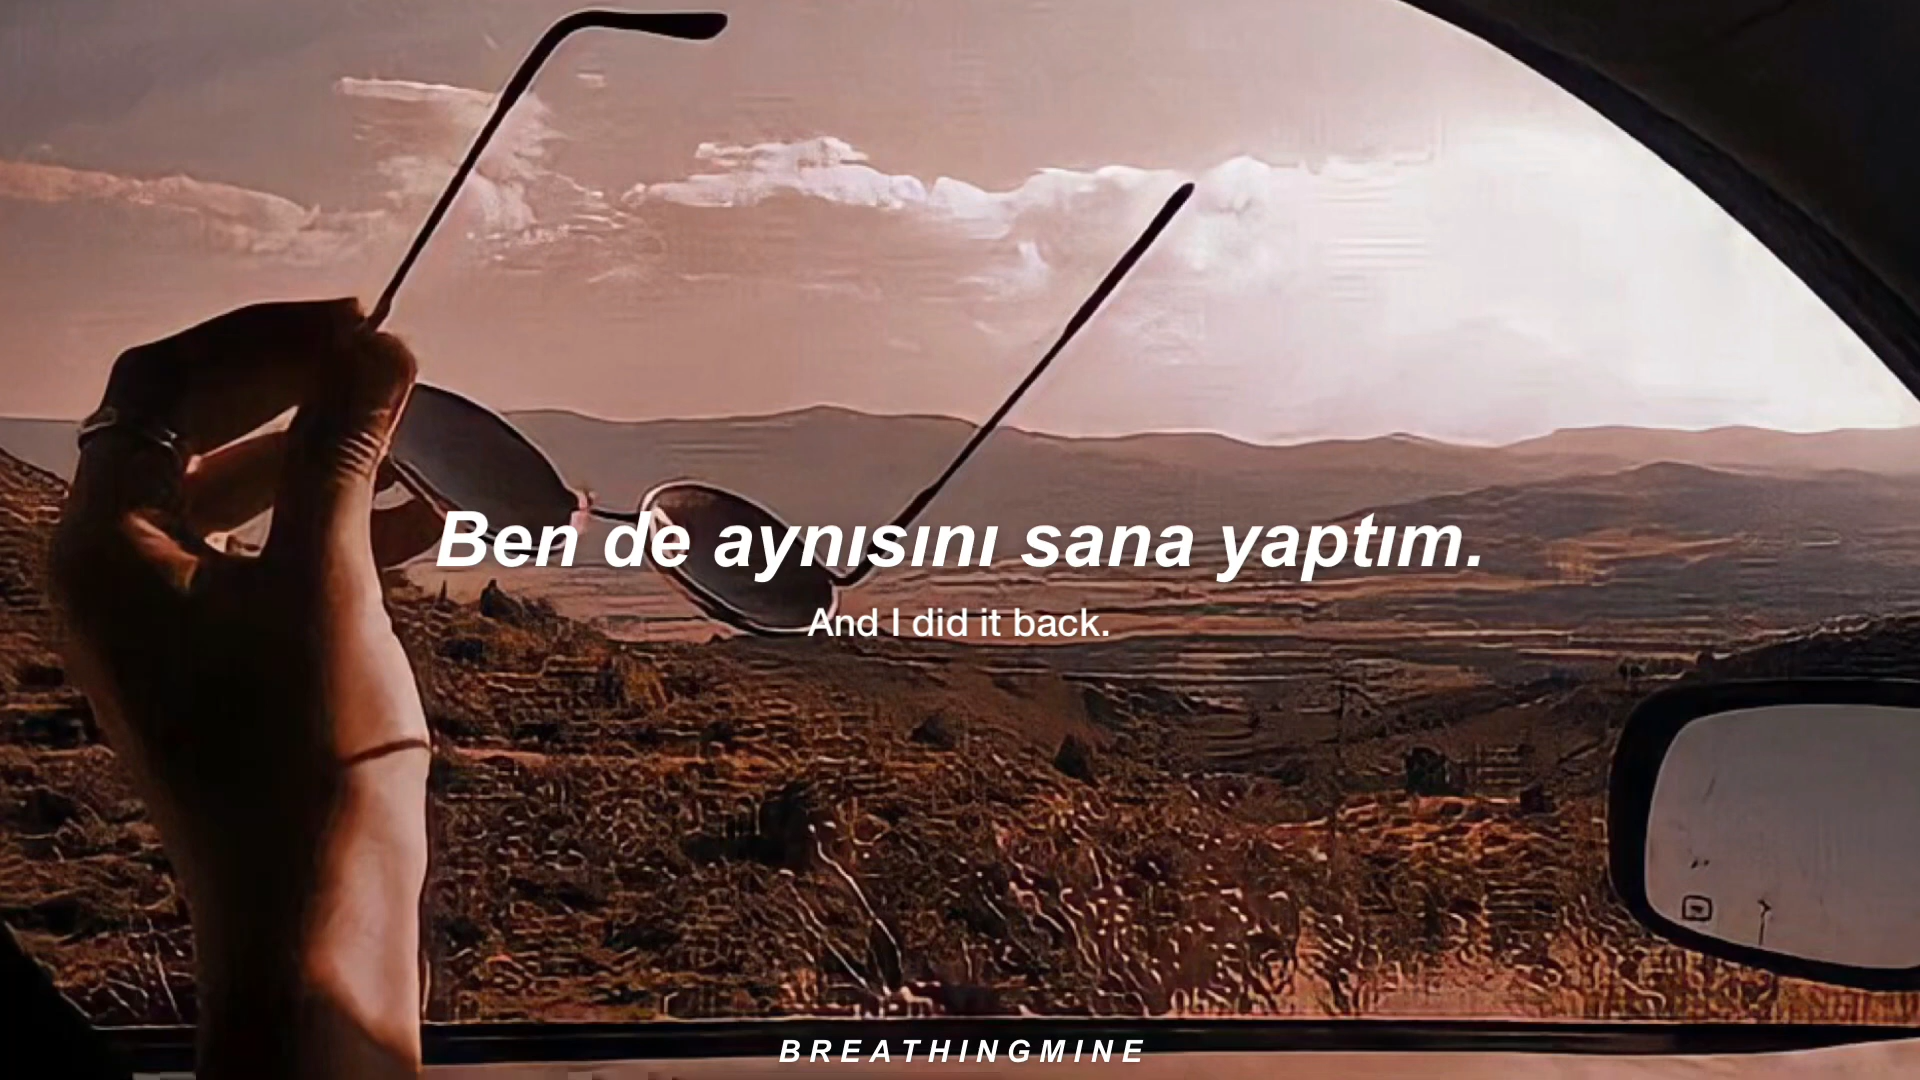 Ben de aynısını sana yaptım.
And I did it back.
BREATHINGMINE